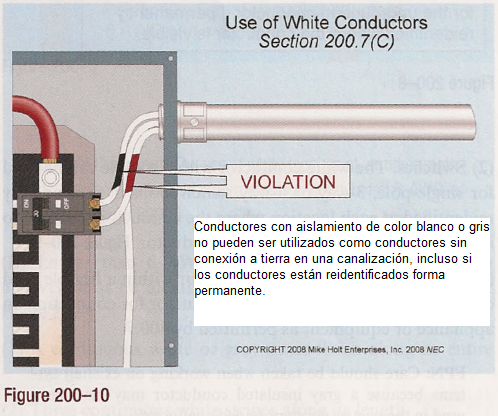 Use of White Conductors
Section 200.7(C)
ON
OFF
VIOLATION
Conductores con aislamiento de color blanco o gris
no pueden ser utilizados como conductores sin
conexión a tierra en una canalización, incluso si
los conductores están reidentificados forma
permanente.
COPYRIGHT 2008 Mike Holt Enterprises, Inc. 2008 NEC
Figure 200–10